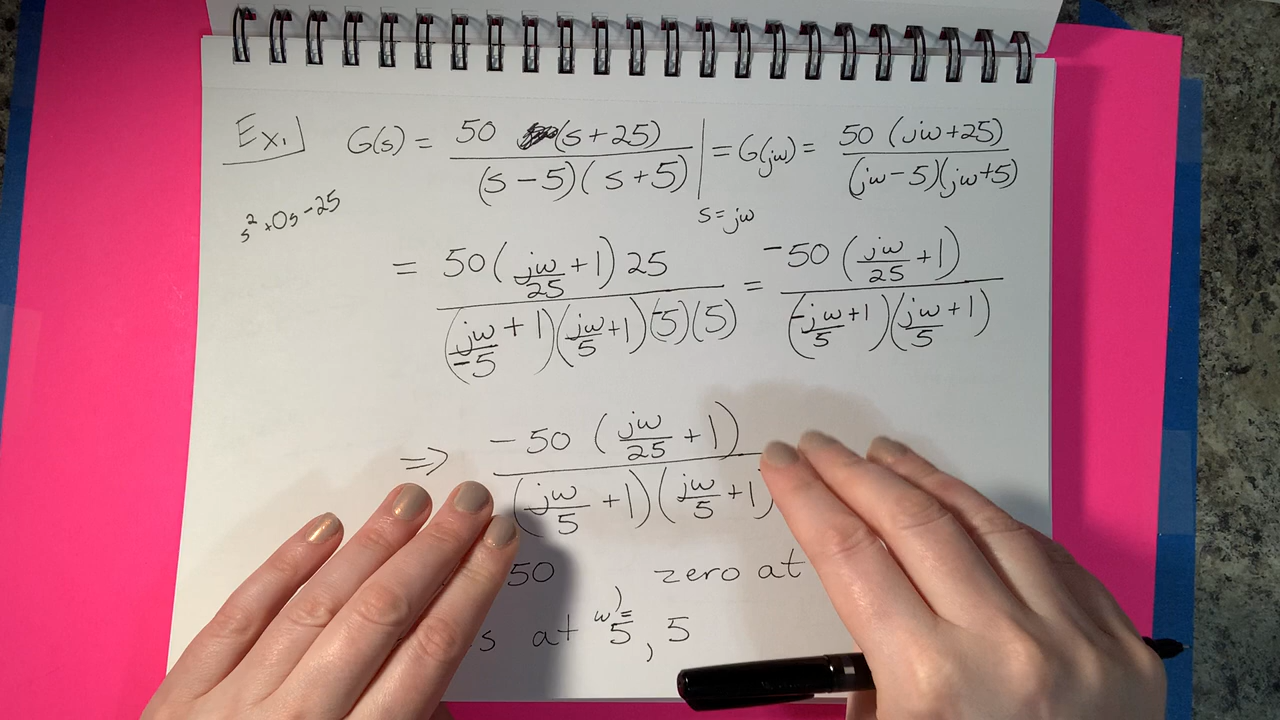 Ex.] G(s) = 50 (s+25) / (s-5)(s+5) | s=jω = G(jω) = 50 (jω+25) / (jω-5)(jω+5)
s²+0s-25
= 50(jω/25 + 1) 25 / (jω/-5 + 1)(jω/5 + 1)(-5)(5) = -50 (jω/25 + 1) / (-jω/5 + 1)(jω/5 + 1)
⇒ -50 (jω/25 + 1) / (jω/5 + 1)(jω/5 + 1)
50, zero at
s at ω = 5, 5